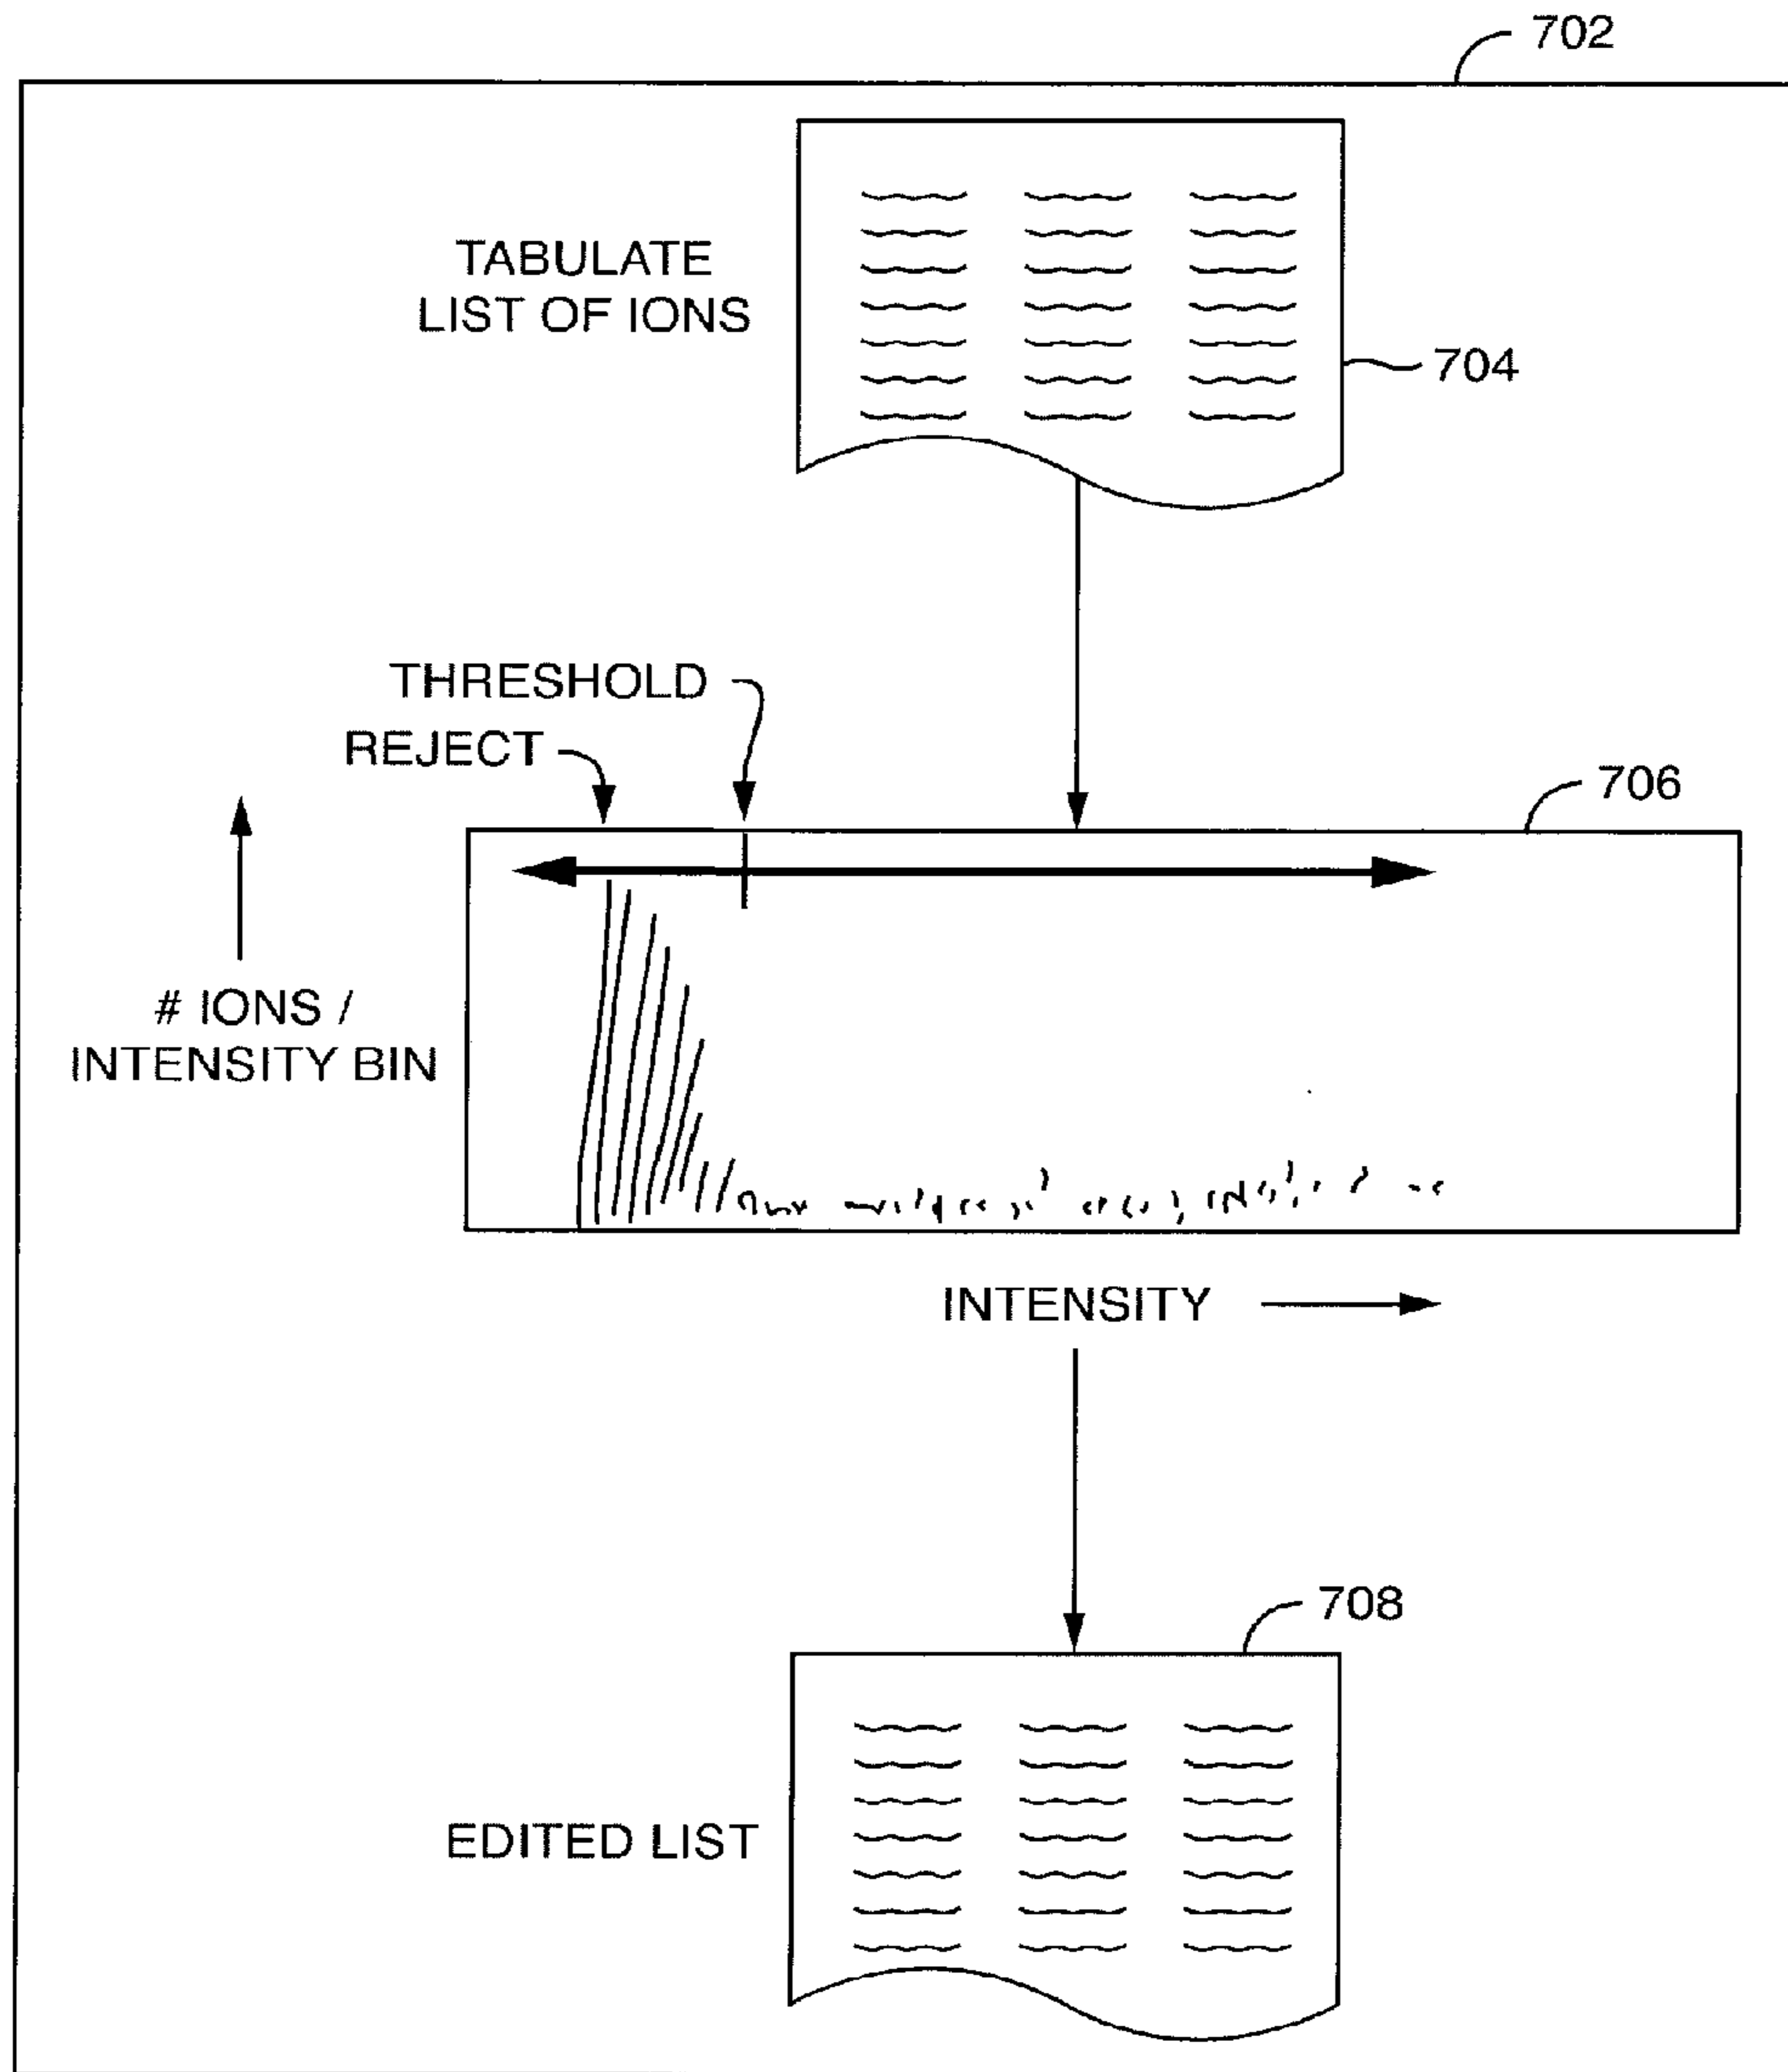 702
TABULATE
LIST OF IONS
704
THRESHOLD
REJECT
706
# IONS /
INTENSITY BIN
INTENSITY
708
EDITED LIST